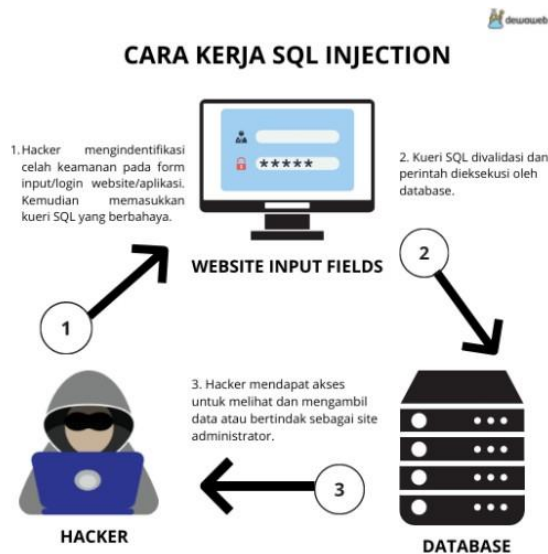 dewaweb
CARA KERJA SQL INJECTION
1. Hacker mengindentifikasi
celah keamanan pada form
input/login website/aplikasi.
Kemudian memasukkan
kueri SQL yang berbahaya.
*****
2. Kueri SQL divalidasi dan
perintah dieksekusi oleh
database.
WEBSITE INPUT FIELDS
1
2
3. Hacker mendapat akses
untuk melihat dan mengambil
data atau bertindak sebagai site
administrator.
3
HACKER
DATABASE